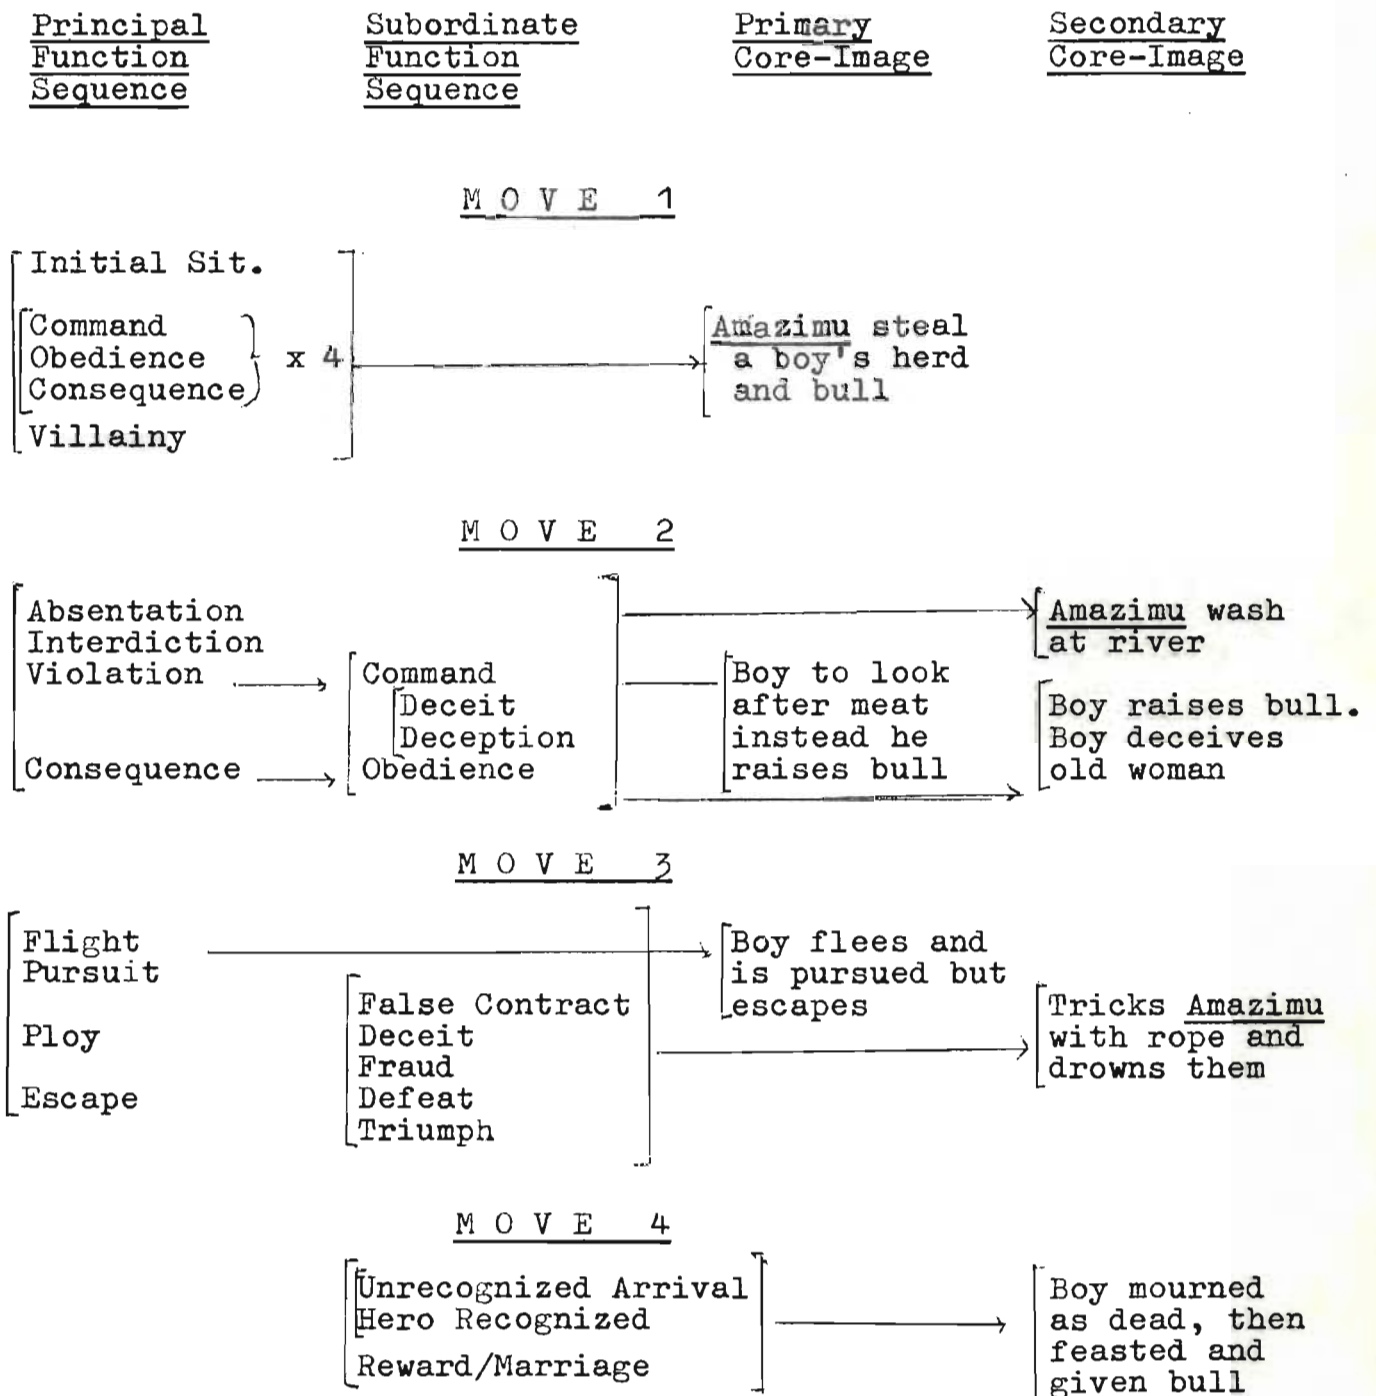 Principal Subordinate Primary Secondary
Function Function Core-Image Core-Image
Sequence Sequence
M O V E 1
Initial Sit.
Command Amazimu steal
Obedience x 4 a boy's herd
Consequence and bull
Villainy
M O V E 2
Absentation Amazimu wash
Interdiction at river
Violation Command Boy to look
Deceit after meat Boy raises bull.
Deception instead he Boy deceives
Consequence Obedience raises bull old woman
M O V E 3
Flight Boy flees and
Pursuit is pursued but
False Contract escapes Tricks Amazimu
Ploy Deceit with rope and
Fraud drowns them
Escape Defeat
Triumph
M O V E 4
Unrecognized Arrival Boy mourned
Hero Recognized as dead, then
feasted and
Reward/Marriage given bull